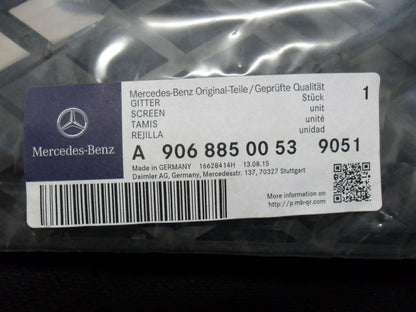 Mercedes-Benz Original-Teile/Geprüfte Qualität
GITTER Stück 1
SCREEN unit
TAMIS unité
REJILLA unidad
Mercedes-Benz
A 906 885 00 53 9051
Made in GERMANY 16628414H 13.08.15
Daimler AG, Germany, Mercedesstr. 137, 70327 Stuttgart
More information on
http://p.mb-qr.com